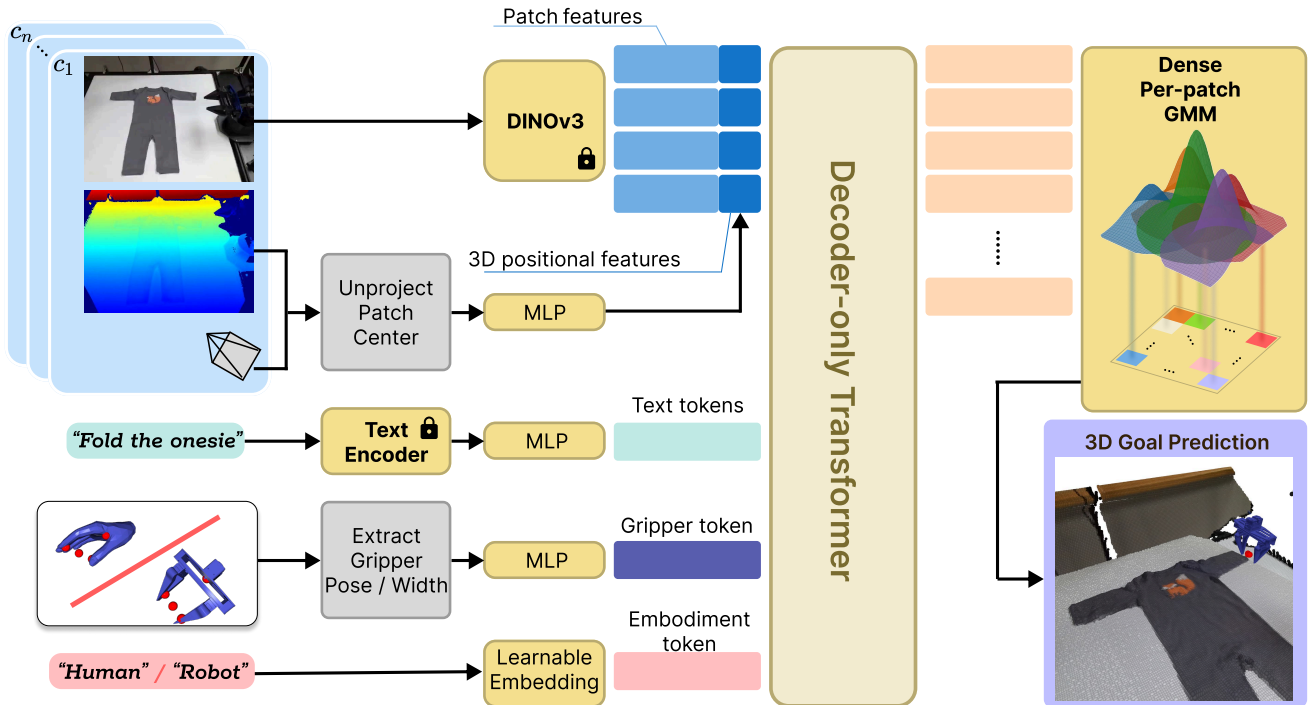 cn
c1
Patch features
DINOv3
3D positional features
Unproject
Patch
Center
MLP
"Fold the onesie"
Text
Encoder
MLP
Text tokens
Extract
Gripper
Pose / Width
MLP
Gripper token
"Human" / "Robot"
Learnable
Embedding
Embodiment
token
Decoder-only Transformer
Dense
Per-patch
GMM
3D Goal Prediction